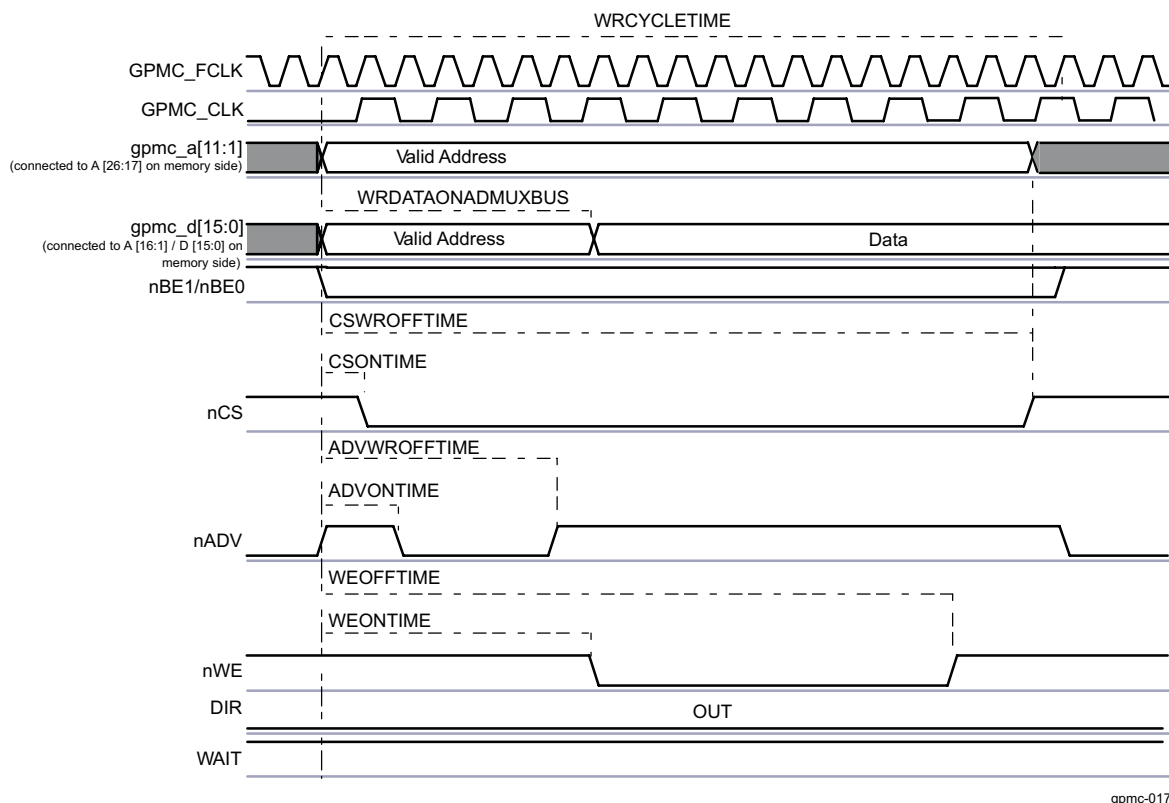 WRCYCLETIME
GPMC_FCLK
GPMC_CLK
gpmc_a[11:1]
(connected to A [26:17] on memory side)
Valid Address
WRDATAONADMUXBUS
gpmc_d[15:0]
(connected to A [16:1] / D [15:0] on
memory side)
Valid Address
Data
nBE1/nBE0
CSWROFFTIME
CSONTIME
nCS
ADVWROFFTIME
ADVONTIME
nADV
WEOFFTIME
WEONTIME
nWE
DIR
OUT
WAIT
gpmc-017